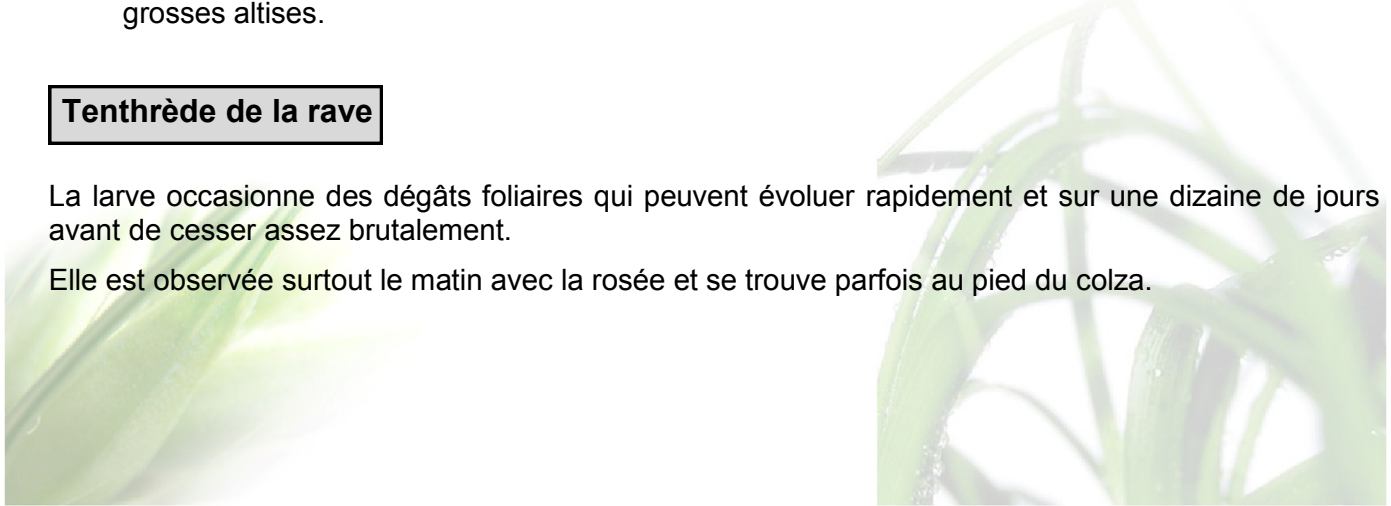 grosses altises.
Tenthrède de la rave
La larve occasionne des dégâts foliaires qui peuvent évoluer rapidement et sur une dizaine de jours
avant de cesser assez brutalement.
Elle est observée surtout le matin avec la rosée et se trouve parfois au pied du colza.